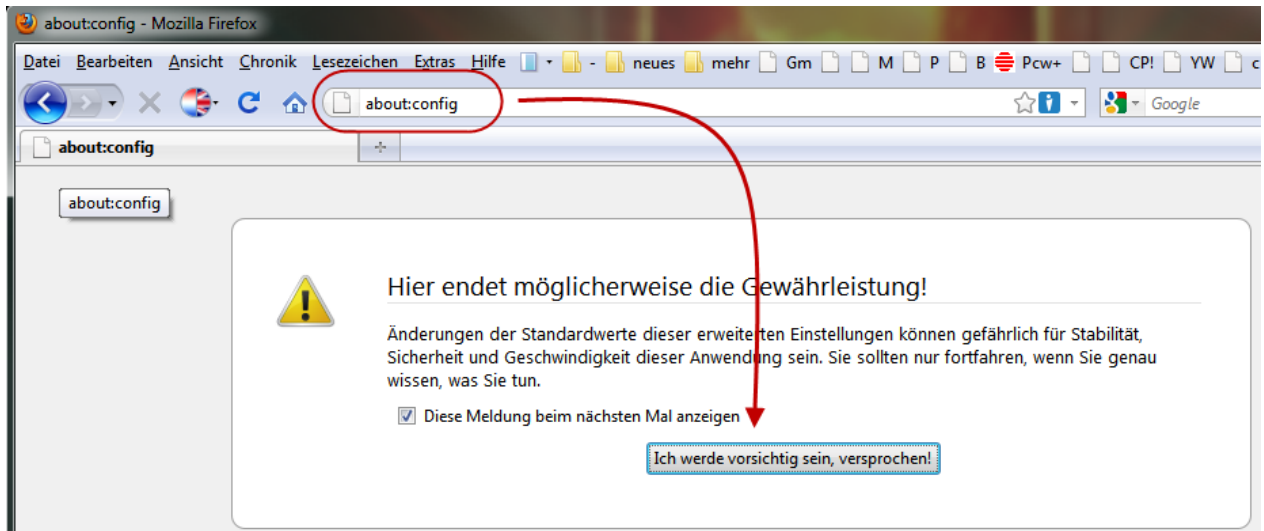 about:config - Mozilla Firefox
Datei Bearbeiten Ansicht Chronik Lesezeichen Extras Hilfe - neues mehr Gm M P B Pcw+ CP! YW c
about:config Google
about:config
about:config
Hier endet möglicherweise die Gewährleistung!
Änderungen der Standardwerte dieser erweiterten Einstellungen können gefährlich für Stabilität,
Sicherheit und Geschwindigkeit dieser Anwendung sein. Sie sollten nur fortfahren, wenn Sie genau
wissen, was Sie tun.
Diese Meldung beim nächsten Mal anzeigen
Ich werde vorsichtig sein, versprochen!